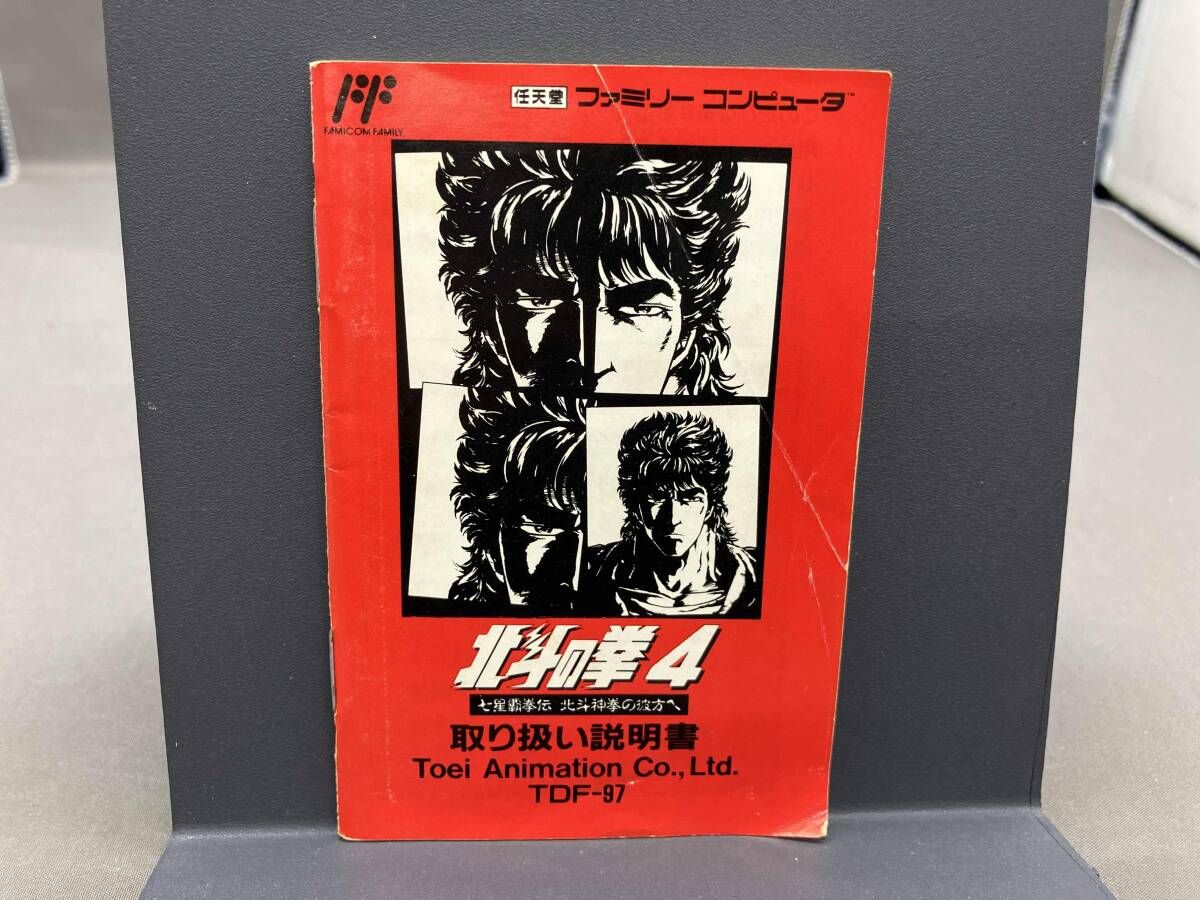 FAMICOM FAMILY
任天堂 ファミリー コンピュータ™
北斗の拳4
七星覇拳伝 北斗神拳の彼方へ
取り扱い説明書
Toei Animation Co., Ltd.
TDF-97